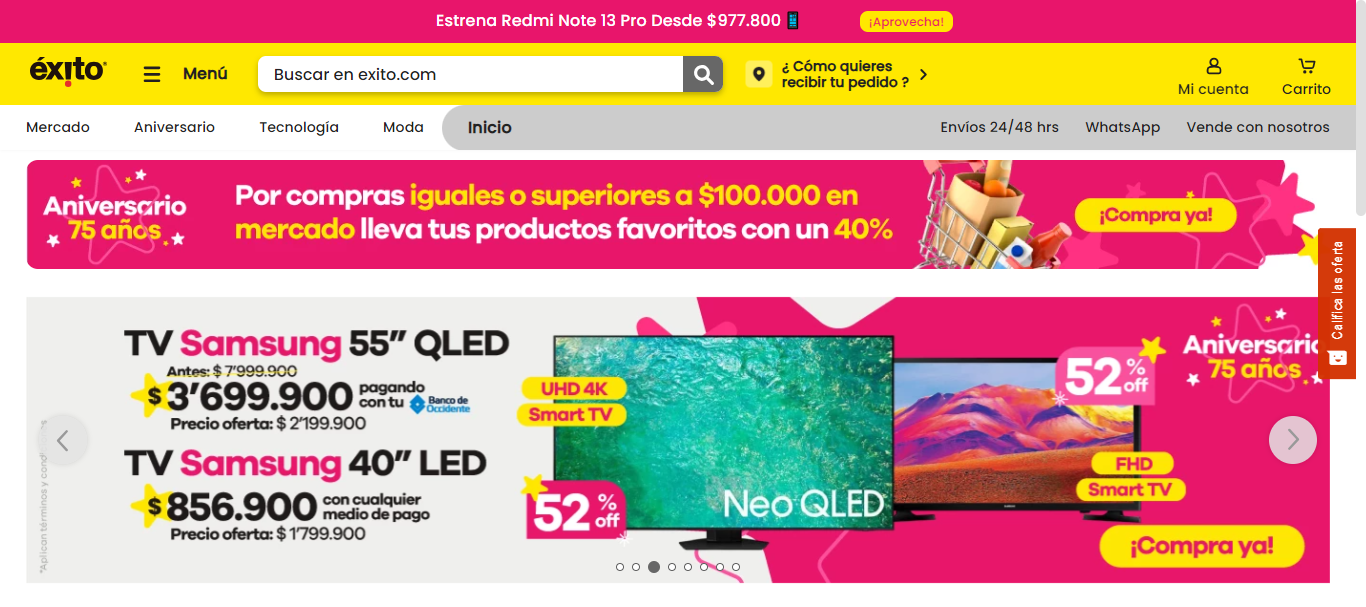 Estrena Redmi Note 13 Pro Desde $977.800
¡Aprovecha!
éxito
Menú
Buscar en exito.com
¿ Cómo quieres
recibir tu pedido ?
Mi cuenta
Carrito
Mercado
Aniversario
Tecnología
Moda
Inicio
Envíos 24/48 hrs
WhatsApp
Vende con nosotros
Aniversario
75 años
Por compras iguales o superiores a $100.000 en
mercado lleva tus productos favoritos con un 40%
¡Compra ya!
Califica las oferta
TV Samsung 55” QLED
Antes: $ 7’999.900
$ 3’699.900 pagando
con tu Banco de
Occidente
Precio oferta: $ 2’199.900
TV Samsung 40” LED
$ 856.900 con cualquier
medio de pago
Precio oferta: $ 1’799.900
*Aplican términos y cond
UHD 4K
Smart TV
52% off
Neo QLED
52% off
FHD
Smart TV
Aniversario
75 años
¡Compra ya!